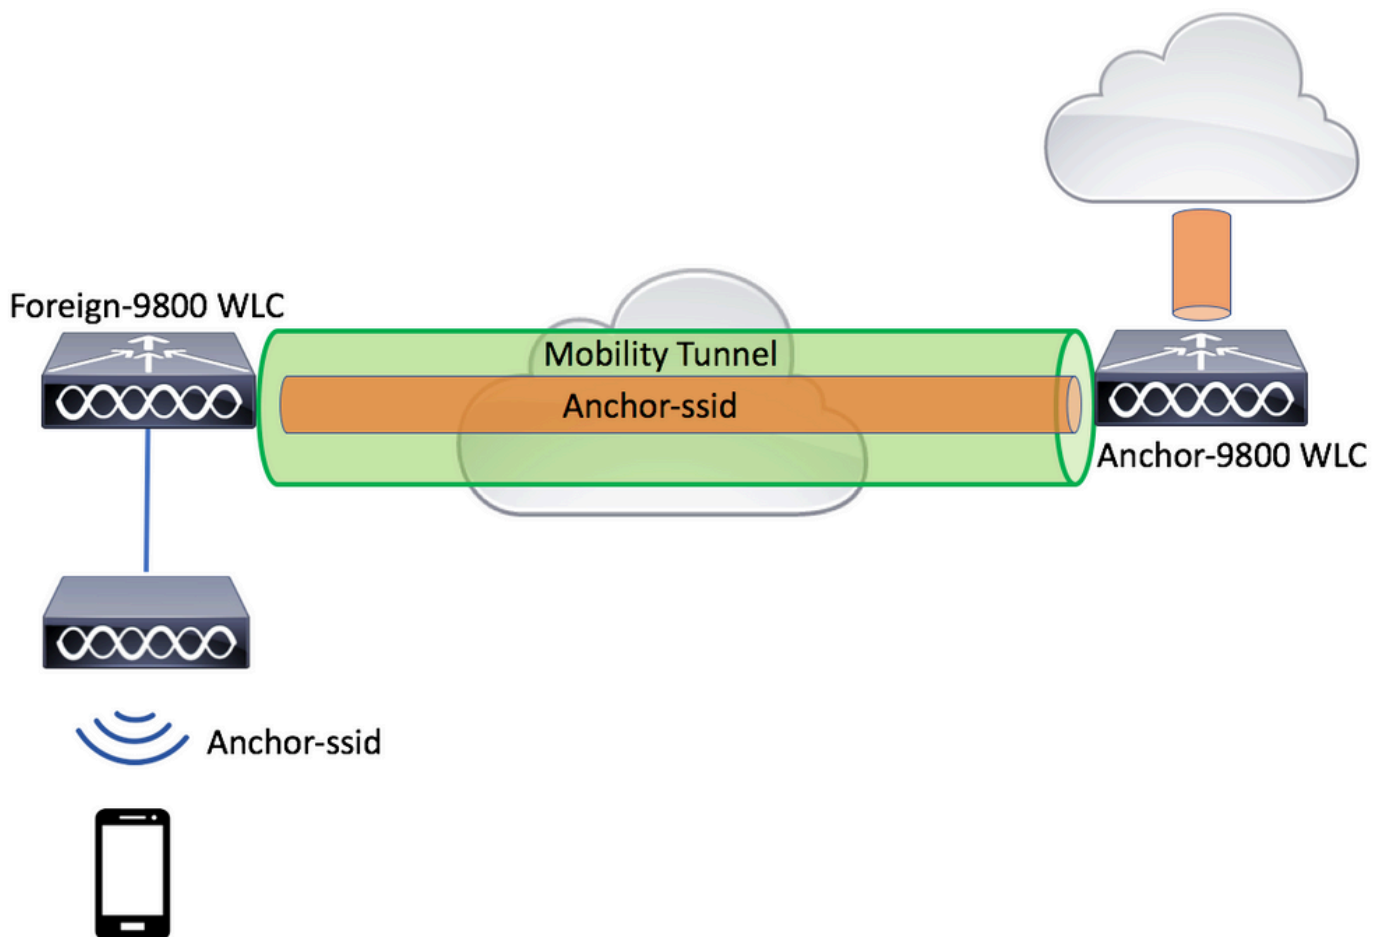 Foreign-9800 WLC
Mobility Tunnel
Anchor-ssid
Anchor-9800 WLC
Anchor-ssid